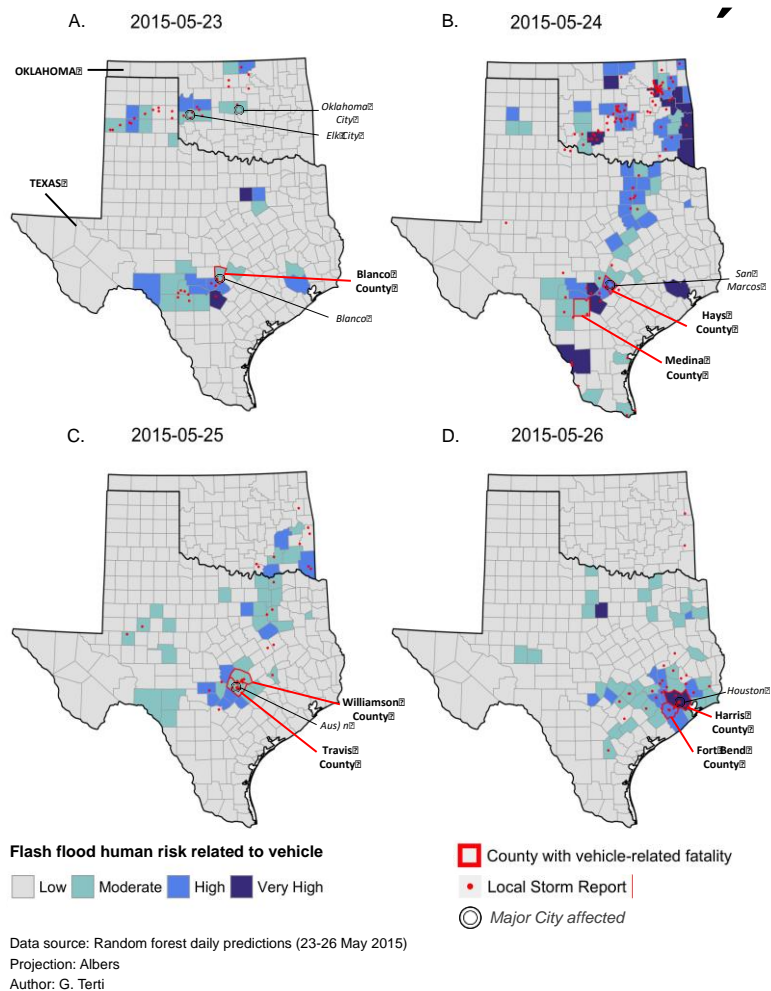 A.
2015-05-23
OKLAHOMA⍰
Oklahoma⍰
City⍰
Elk⍰City⍰
TEXAS⍰
Blanco⍰
County⍰
Blanco⍰
B.
2015-05-24
San⍰
Marcos⍰
Hays⍰
County⍰
Medina⍰
County⍰
C.
2015-05-25
Williamson⍰
County⍰
Aus) n⍰
Travis⍰
County⍰
D.
2015-05-26
Houston⍰
Harris⍰
County⍰
Fort⍰Bend⍰
County⍰
Flash flood human risk related to vehicle
Low Moderate High Very High
County with vehicle-related fatality
Local Storm Report
Major City affected
Data source: Random forest daily predictions (23-26 May 2015)
Projection: Albers
Author: G. Terti